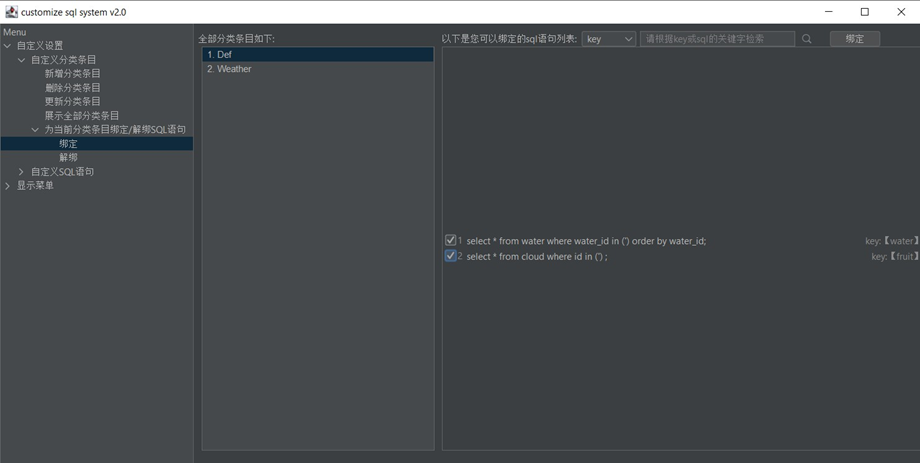 customize sql system v2.0
Menu
自定义设置
自定义分类条目
新增分类条目
删除分类条目
更新分类条目
展示全部分类条目
为当前分类条目绑定/解绑SQL语句
绑定
解绑
自定义SQL语句
显示菜单
全部分类条目如下:
1. Def
2. Weather
以下是您可以绑定的sql语句列表: key 请根据key或sql的关键字检索 绑定
1 select * from water where water_id in ('') order by water_id; key:【water】
2 select * from cloud where id in ('') ; key:【fruit】